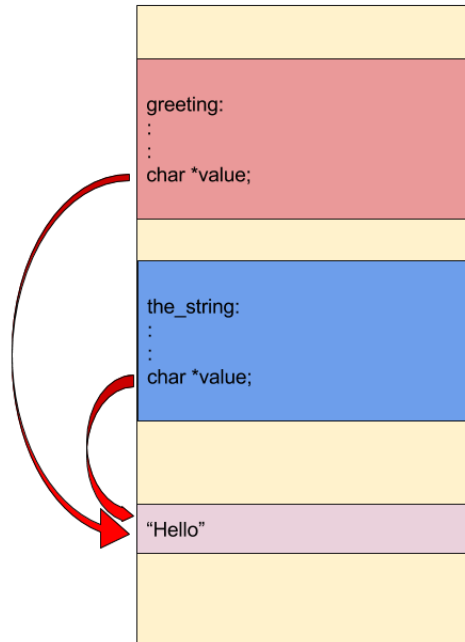 greeting:
:
:
char *value;
the_string:
:
:
char *value;
“Hello”